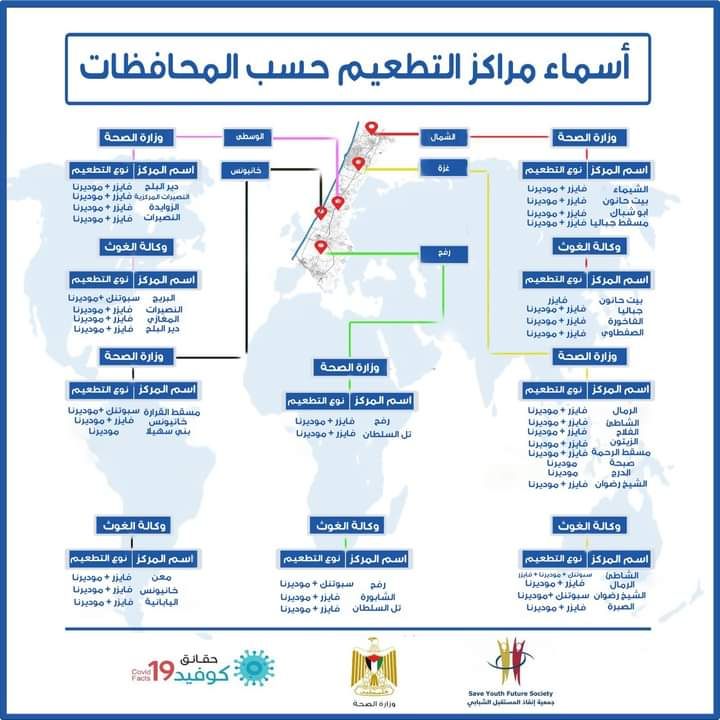 أسماء مراكز التطعيم حسب المحافظات
الشمال
وزارة الصحة
اسم المركز نوع التطعيم
الشيماء فايزر + موديرنا
بيت حانون فايزر + موديرنا
ابو شباك فايزر + موديرنا
مسقط جباليا فايزر + موديرنا
وكالة الغوث
اسم المركز نوع التطعيم
بيت حانون فايزر
جباليا فايزر + موديرنا
الفاخورة فايزر + موديرنا
الصفطاوي فايزر + موديرنا
غزة
وزارة الصحة
اسم المركز نوع التطعيم
الرمال فايزر + موديرنا
الشاطئ فايزر + موديرنا
الفلاح فايزر + موديرنا
الزيتون فايزر + موديرنا
مسقط الرحمة فايزر + موديرنا
صبحة موديرنا
الدرج موديرنا
الشيخ رضوان فايزر + موديرنا
وكالة الغوث
اسم المركز نوع التطعيم
الشاطئ سبوتنك + موديرنا + فايزر
الرمال فايزر + موديرنا
الشيخ رضوان سبوتنك +موديرنا
الصبرة فايزر + موديرنا
الوسطى
وزارة الصحة
اسم المركز نوع التطعيم
دير البلح فايزر + موديرنا
النصيرات المركزية فايزر + موديرنا
الزوايدة فايزر + موديرنا
النصيرات فايزر + موديرنا
وكالة الغوث
اسم المركز نوع التطعيم
البريج سبوتنك +موديرنا
النصيرات فايزر + موديرنا
المغازي فايزر + موديرنا
دير البلح فايزر + موديرنا
خانيونس
وزارة الصحة
اسم المركز نوع التطعيم
مسقط القرارة سبوتنك +موديرنا
خانيونس فايزر + موديرنا
بني سهيلا موديرنا
وكالة الغوث
اسم المركز نوع التطعيم
معن فايزر + موديرنا
خانيونس فايزر + موديرنا
اليابانية فايزر + موديرنا
رفح
وزارة الصحة
اسم المركز نوع التطعيم
رفح فايزر + موديرنا
تل السلطان فايزر + موديرنا
وكالة الغوث
اسم المركز نوع التطعيم
رفح سبوتنك + موديرنا
الشابورة فايزر + موديرنا
تل السلطان فايزر + موديرنا
Save Youth Future Society
جمعية إنقاذ المستقبل الشبابي
فلسطين
وزارة الصحة
حقائق
كوفيد19
Covid
Facts